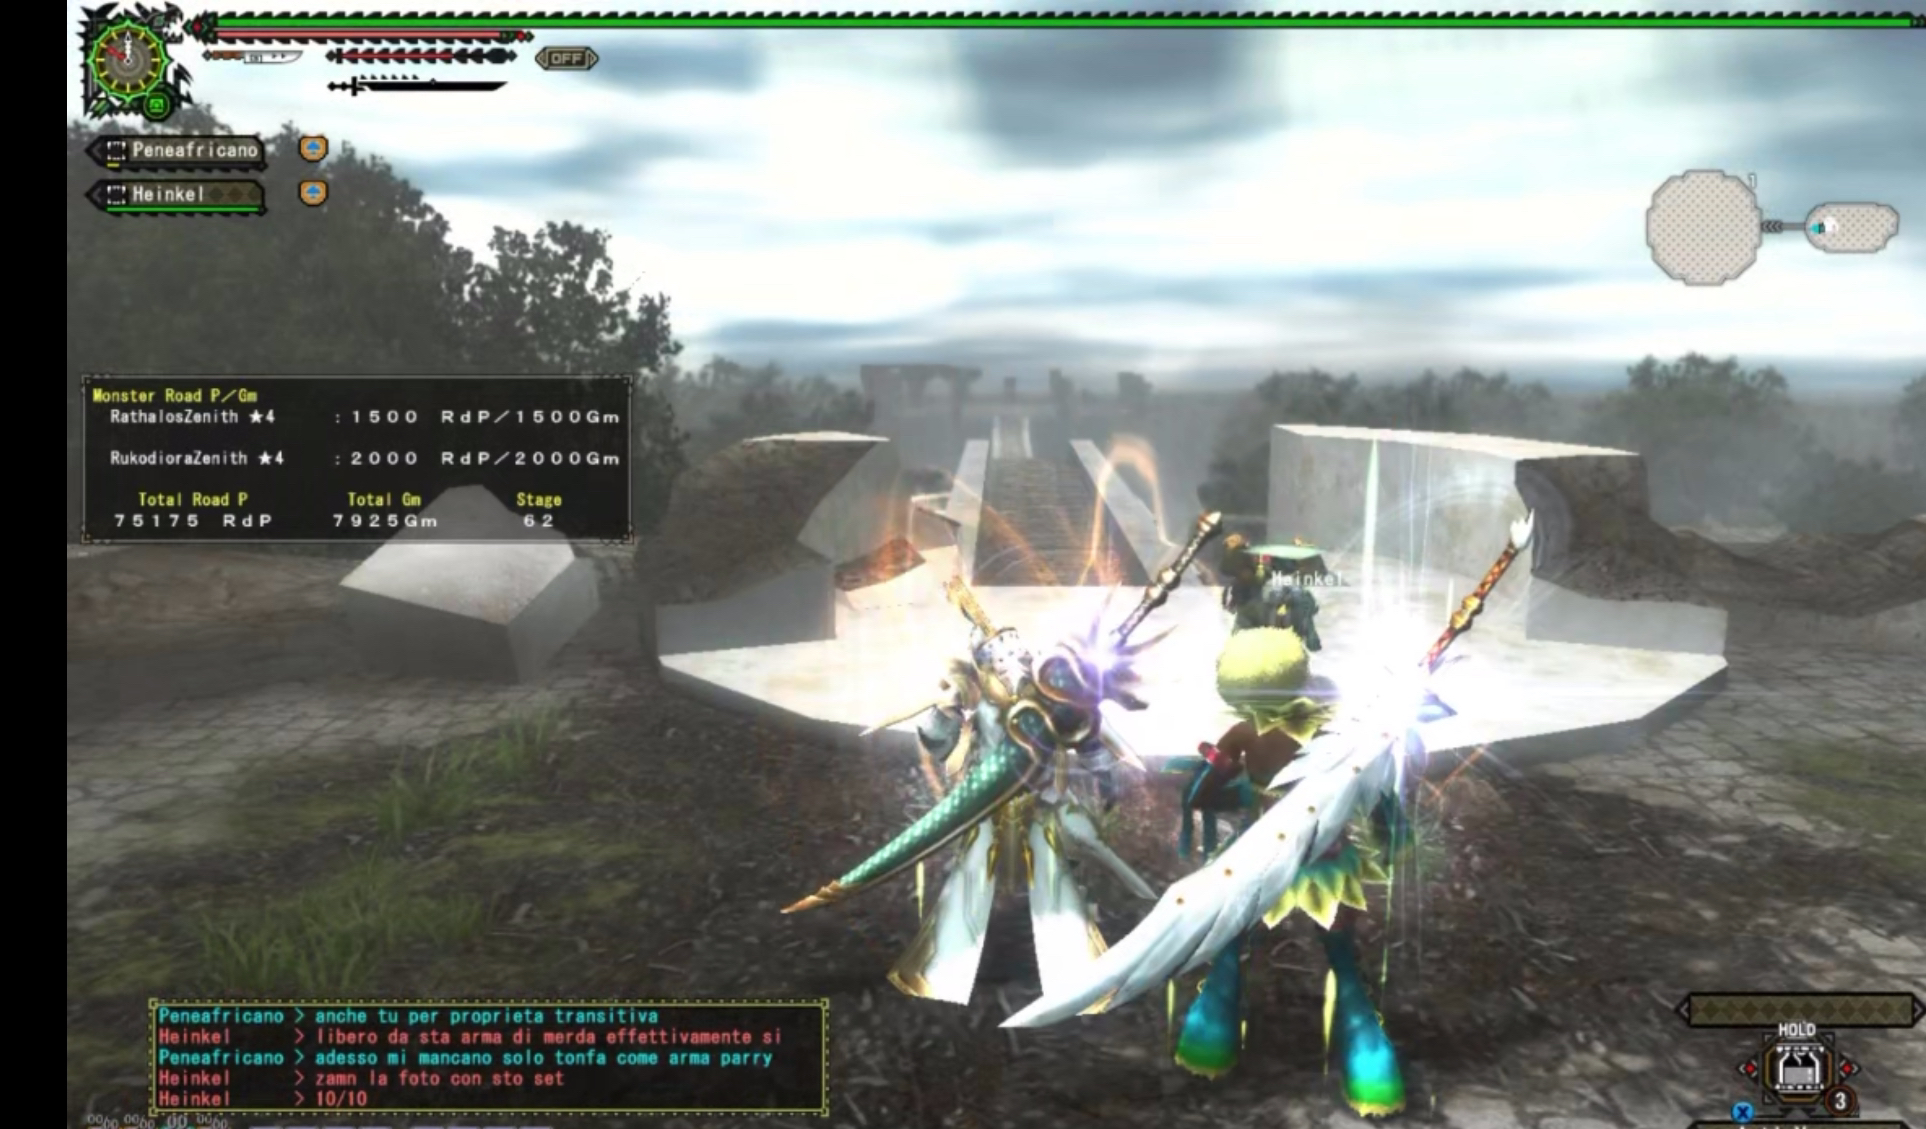 OFF
Peneafricano
Heinkel
1
Monster Road P/Gm
RathalosZenith ★4 : 1500 RdP/1500Gm
RukodioraZenith ★4 : 2000 RdP/2000Gm
Total Road P Total Gm Stage
75175 RdP 7925Gm 62
Heinkel
Peneafricano > anche tu per proprieta transitiva
Heinkel > libero da sta arma di merda effettivamente si
Peneafricano > adesso mi mancano solo tonfa come arma parry
Heinkel > zamn la foto con sto set
Heinkel > 10/10
HOLD
3
X